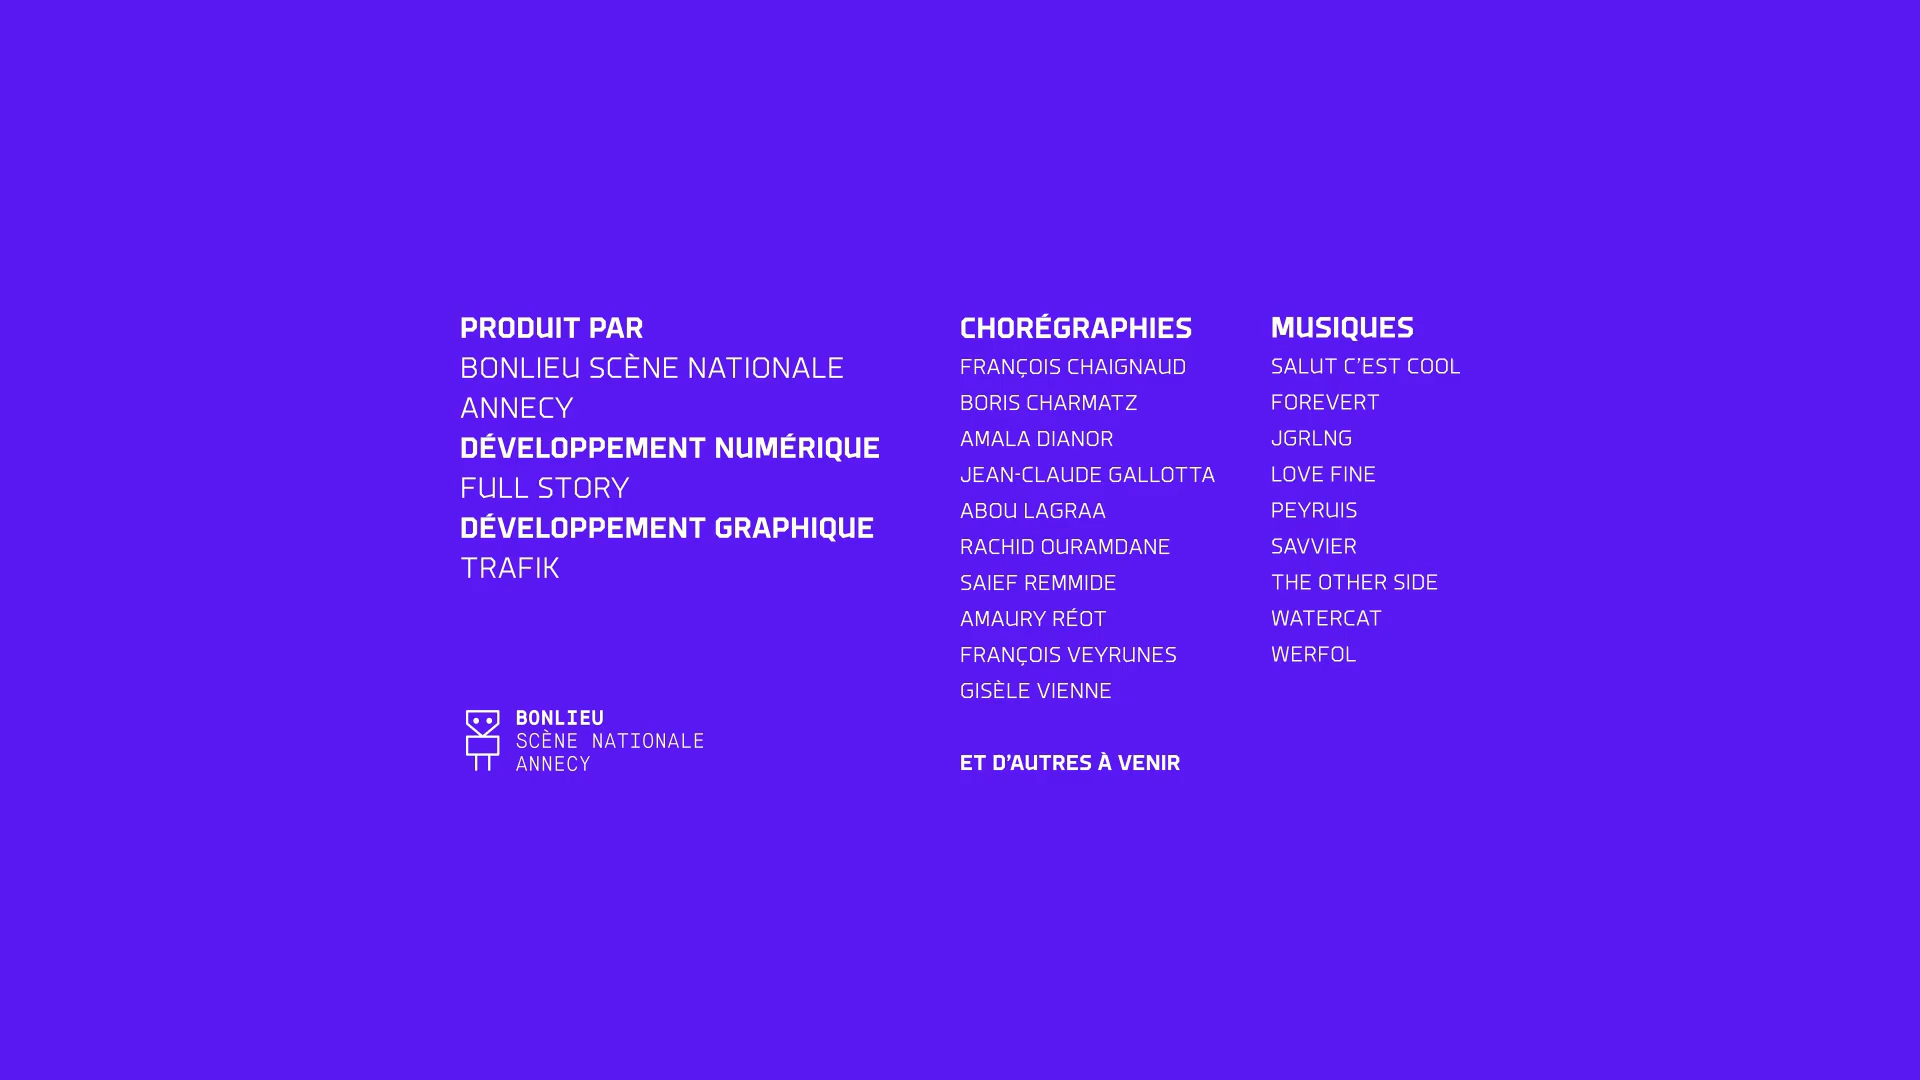 PRODUIT PAR
BONLIEU SCÈNE NATIONALE
ANNECY
DÉVELOPPEMENT NUMÉRIQUE
FULL STORY
DÉVELOPPEMENT GRAPHIQUE
TRAFIK
BONLIEU
SCÈNE NATIONALE
ANNECY
CHORÉGRAPHIES
FRANÇOIS CHAIGNAUD
BORIS CHARMATZ
AMALA DIANOR
JEAN-CLAUDE GALLOTTA
ABOU LAGRAA
RACHID OURAMDANE
SAIEF REMMIDE
AMAURY RÉOT
FRANÇOIS VEYRUNES
GISÈLE VIENNE
ET D’AUTRES À VENIR
MUSIQUES
SALUT C’EST COOL
FOREVERT
JGRLNG
LOVE FINE
PEYRUIS
SAVVIER
THE OTHER SIDE
WATERCAT
WERFOL